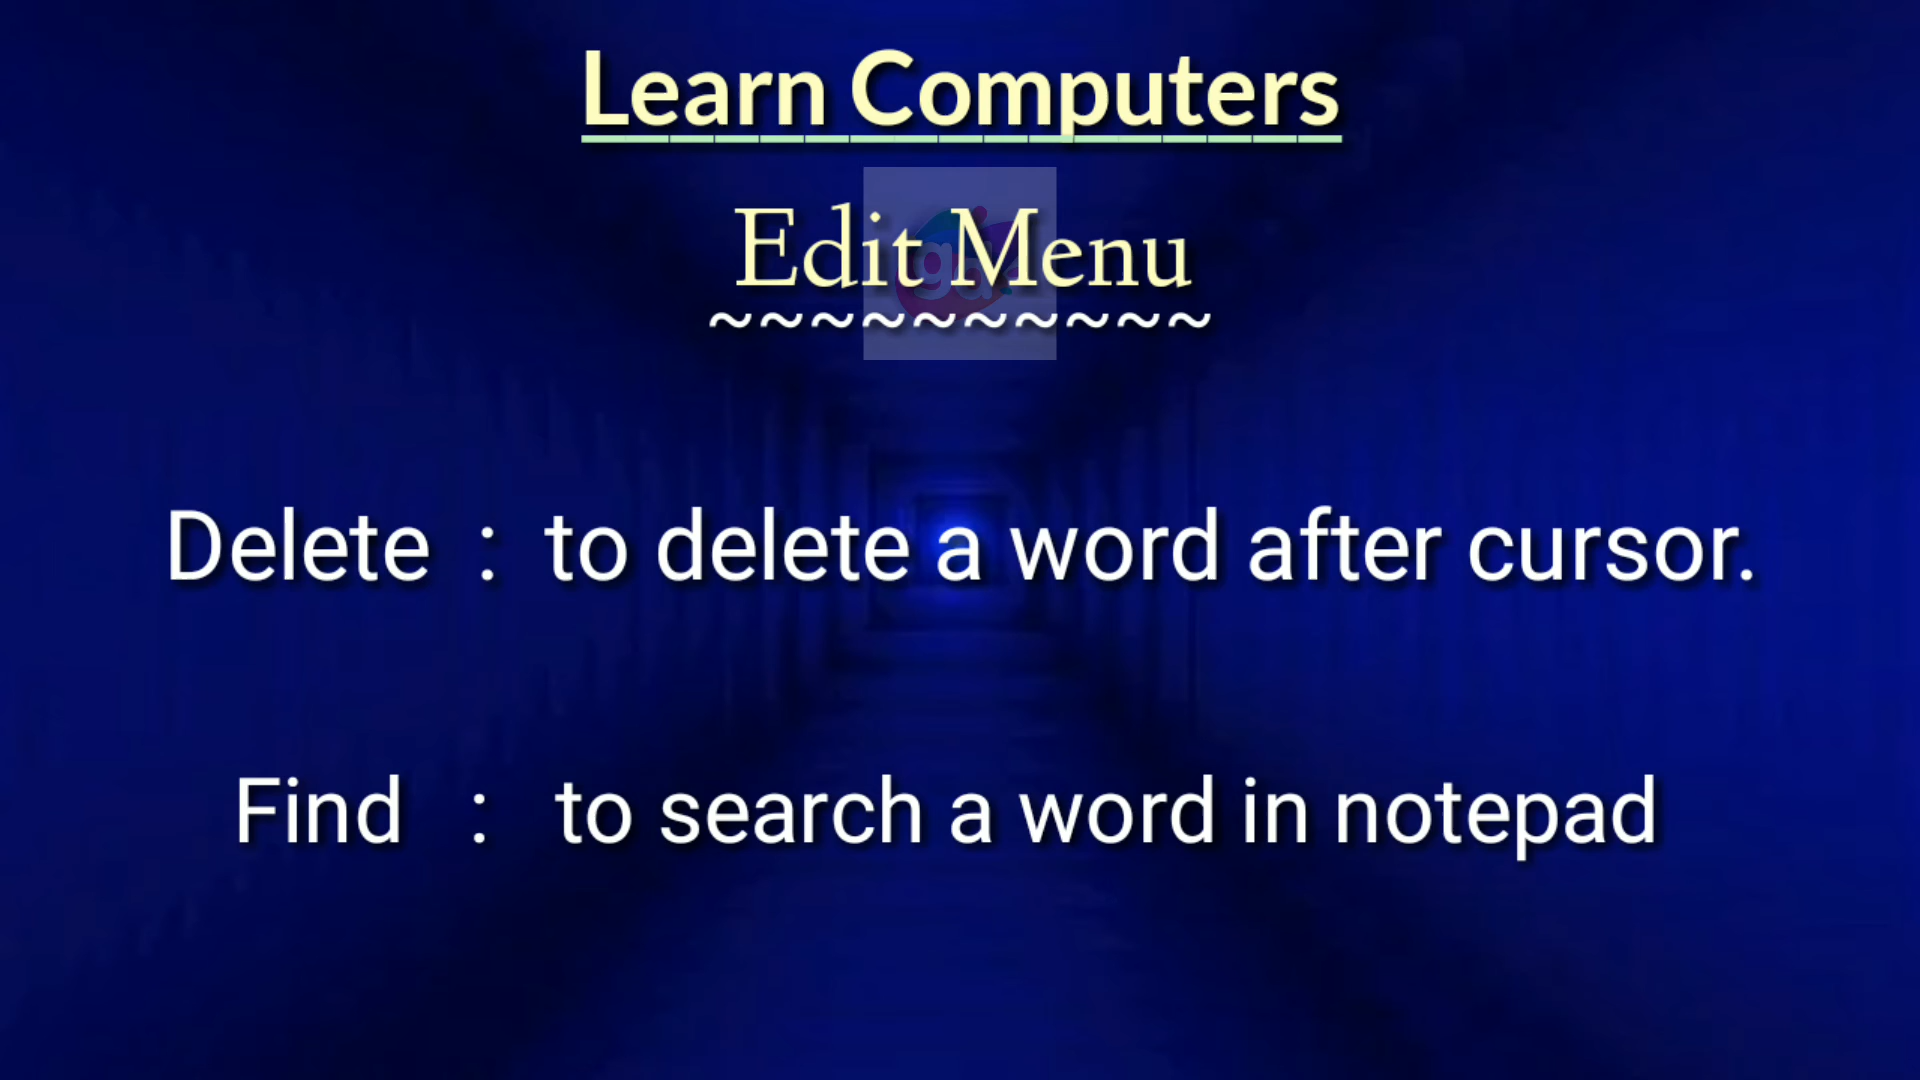 Learn Computers
Edit Menu
~~~~~~~~~~
Delete : to delete a word after cursor.
Find : to search a word in notepad